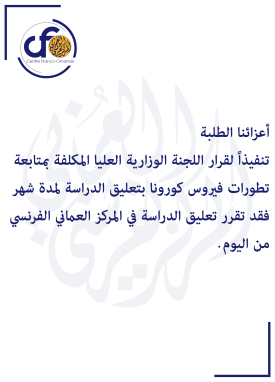 cfo
Centre Franco-Omanais
أعزائنا الطلبة
تنفيذاً لقرار اللجنة الوزارية العليا المكلفة بمتابعة
تطورات فيروس كورونا بتعليق الدراسة لمدة شهر
فقد تقرر تعليق الدراسة في المركز العماني الفرنسي
من اليوم.